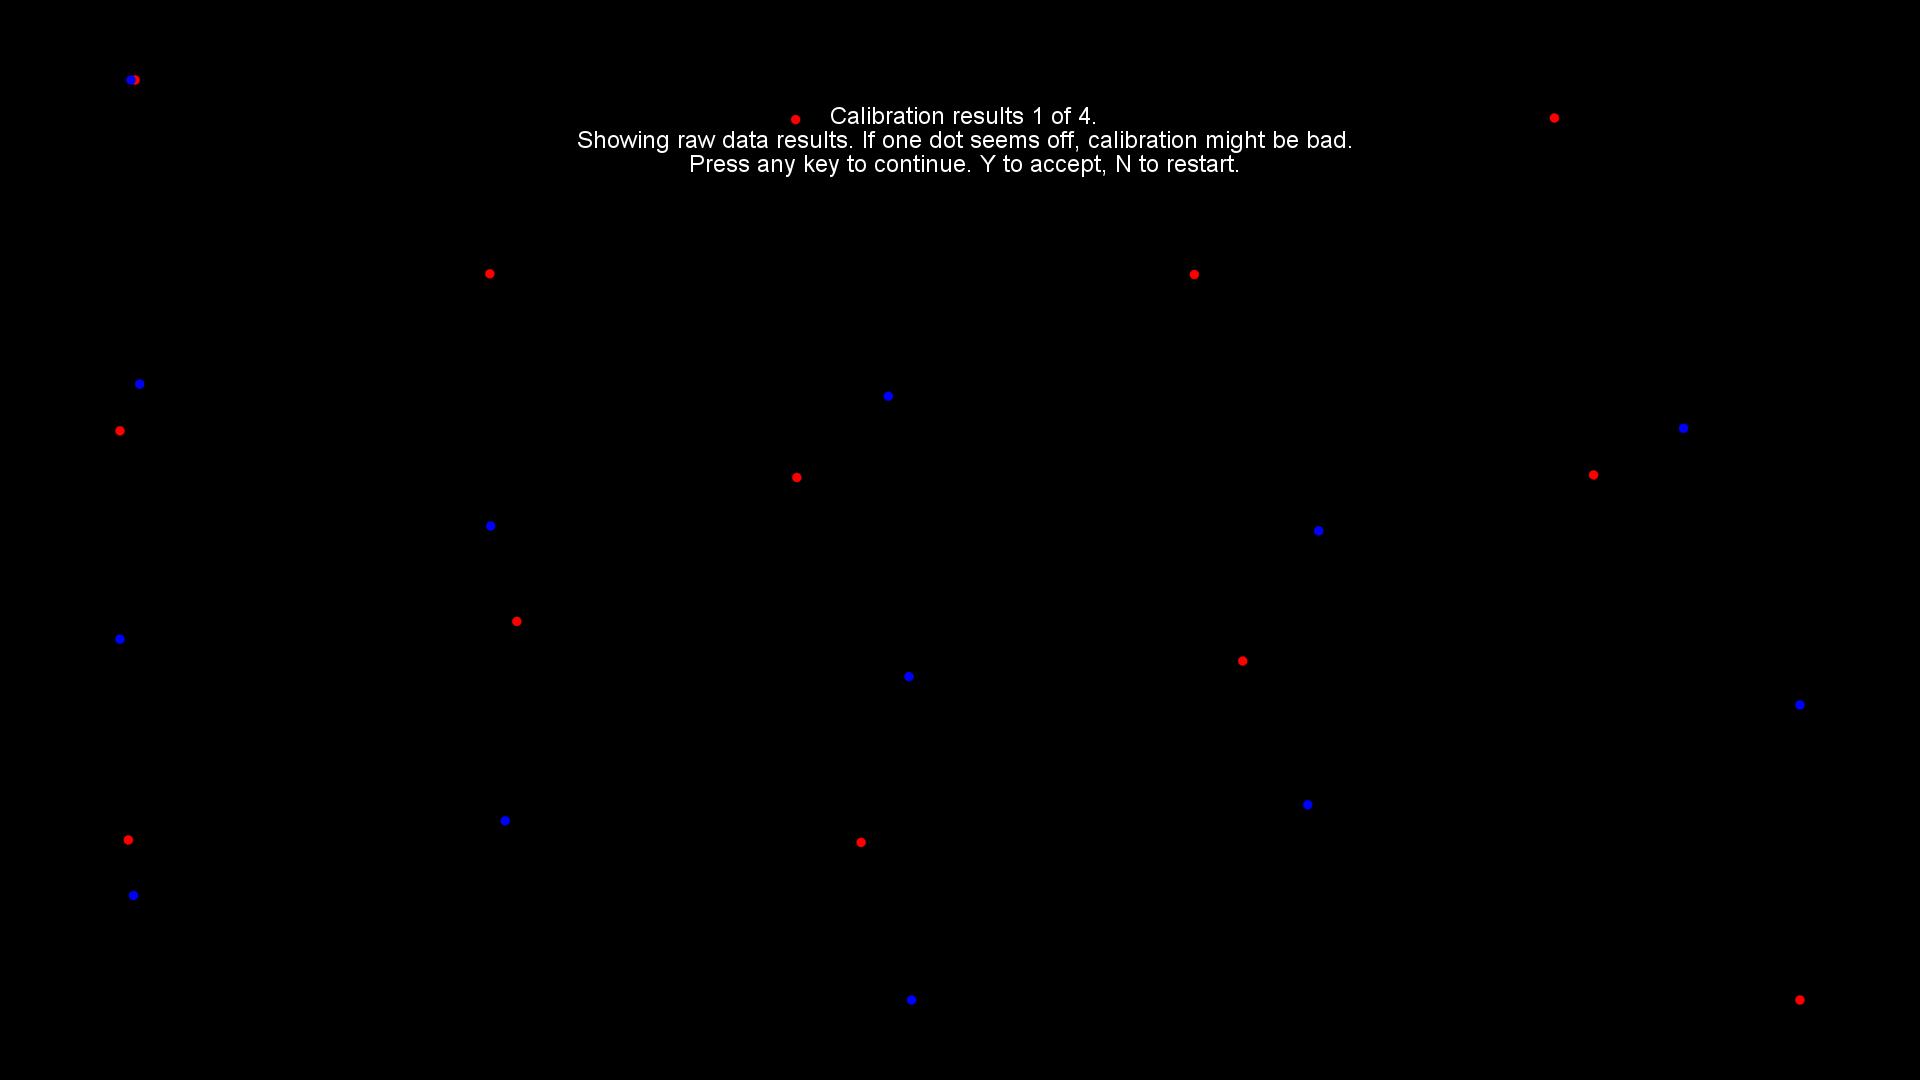 Calibration results 1 of 4.
Showing raw data results. If one dot seems off, calibration might be bad.
Press any key to continue. Y to accept, N to restart.